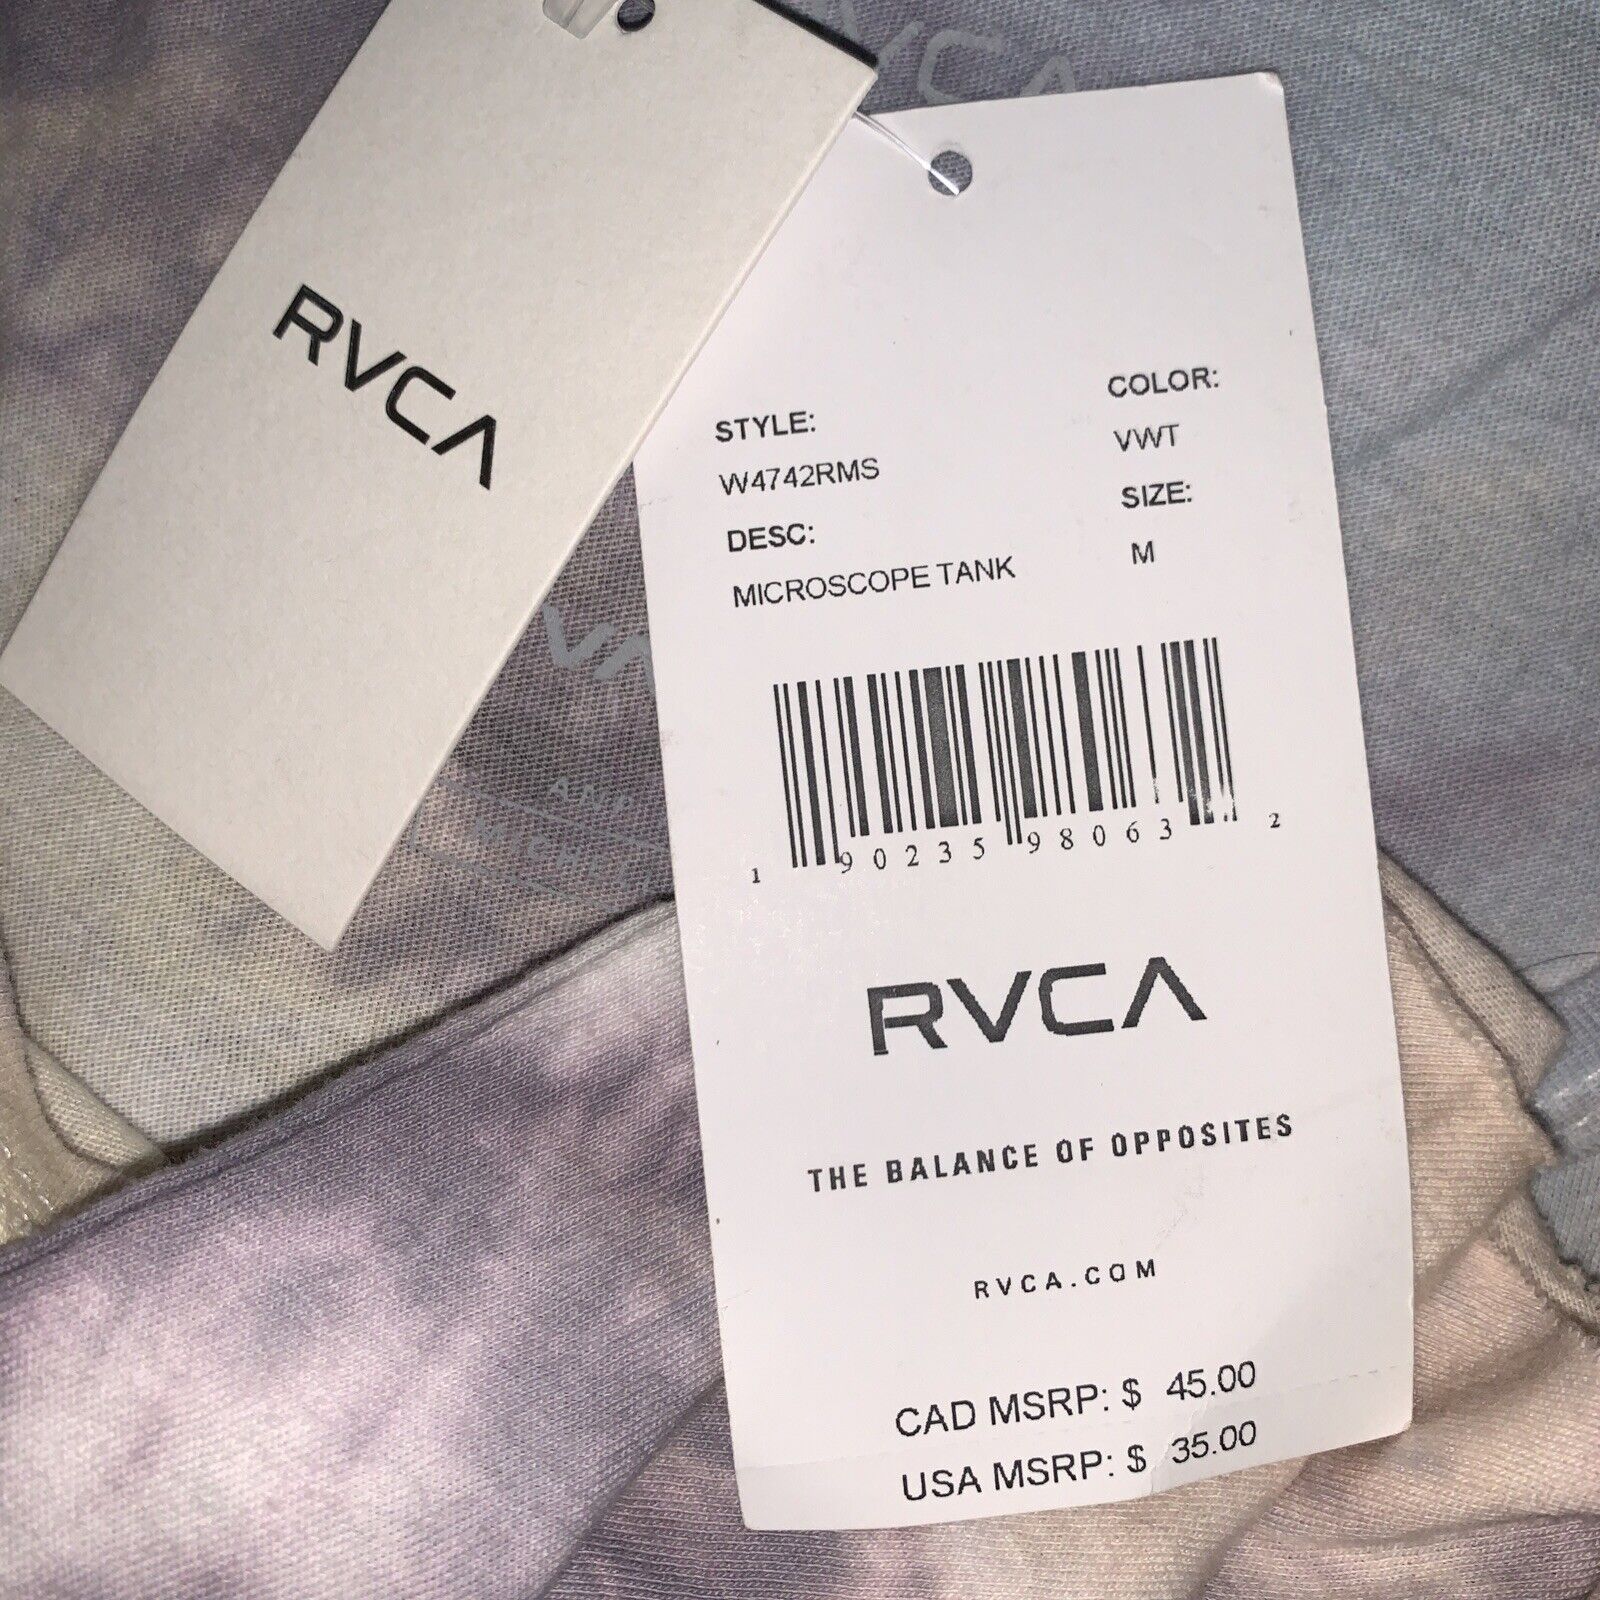 RVCA
RVCA
STYLE:
W4742RMS
DESC:
MICROSCOPE TANK
COLOR:
VWT
SIZE:
M
1 90235 98063 2
RVCA
THE BALANCE OF OPPOSITES
RVCA.COM
CAD MSRP: $ 45.00
USA MSRP: $ 35.00